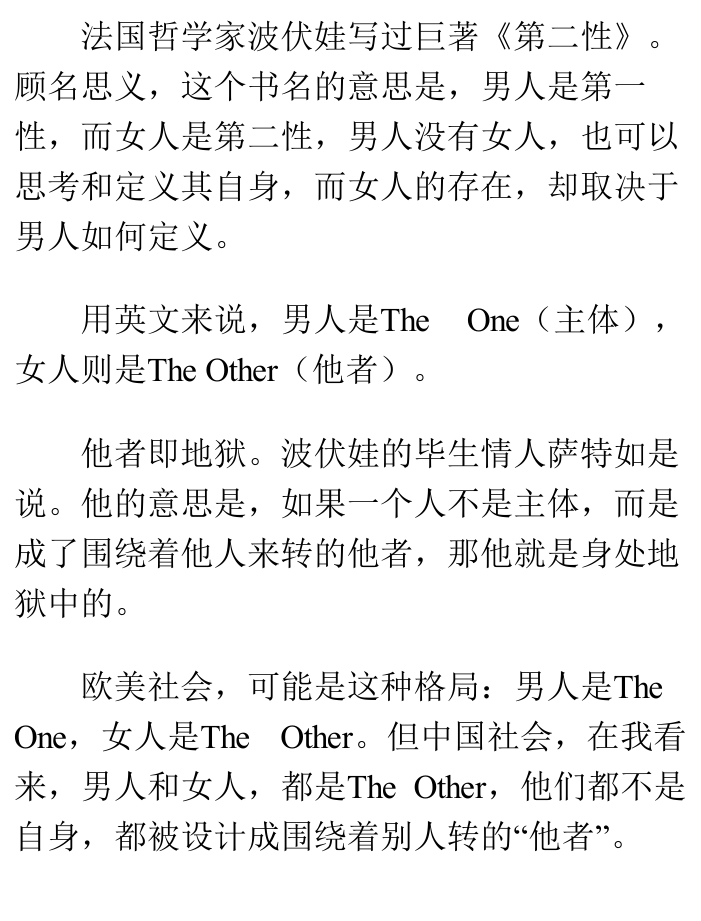 法国哲学家波伏娃写过巨著《第二性》。
顾名思义，这个书名的意思是，男人是第一
性，而女人是第二性，男人没有女人，也可以
思考和定义其自身，而女人的存在，却取决于
男人如何定义。
用英文来说，男人是The One（主体），
女人则是The Other（他者）。
他者即地狱。波伏娃的毕生情人萨特如是
说。他的意思是，如果一个人不是主体，而是
成了围绕着他人来转的他者，那他就是身处地
狱中的。
欧美社会，可能是这种格局：男人是The
One，女人是The Other。但中国社会，在我看
来，男人和女人，都是The Other，他们都不是
自身，都被设计成围绕着别人转的“他者”。